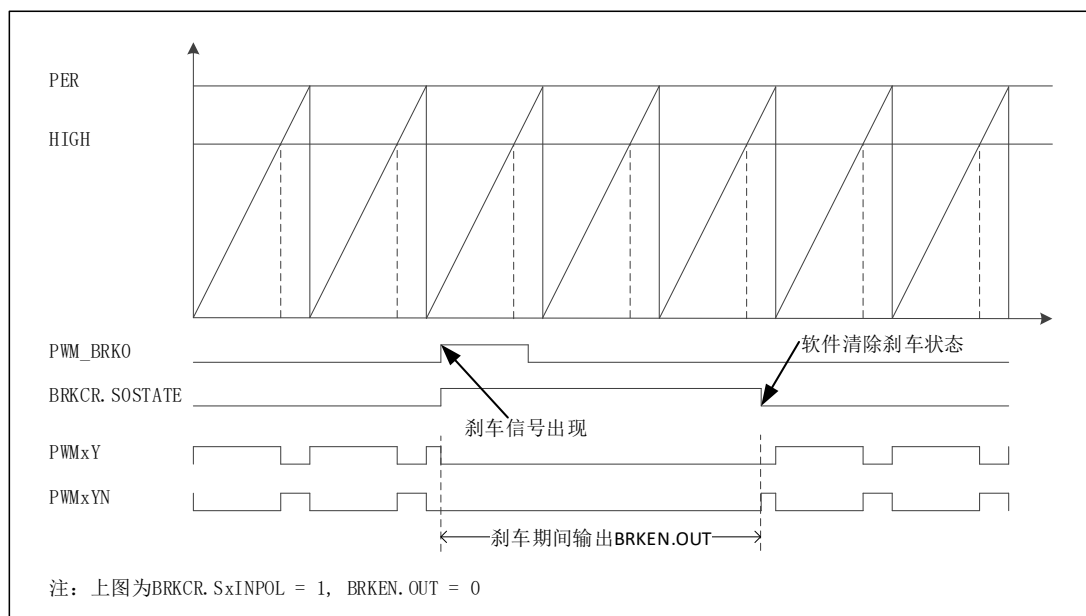 PER
HIGH
PWM_BRK0
软件清除刹车状态
BRKCR. S0STATE
刹车信号出现
PWMxY
PWMxYN
刹车期间输出BRKEN.OUT
注：上图为BRKCR. SxINPOL = 1, BRKEN. OUT = 0